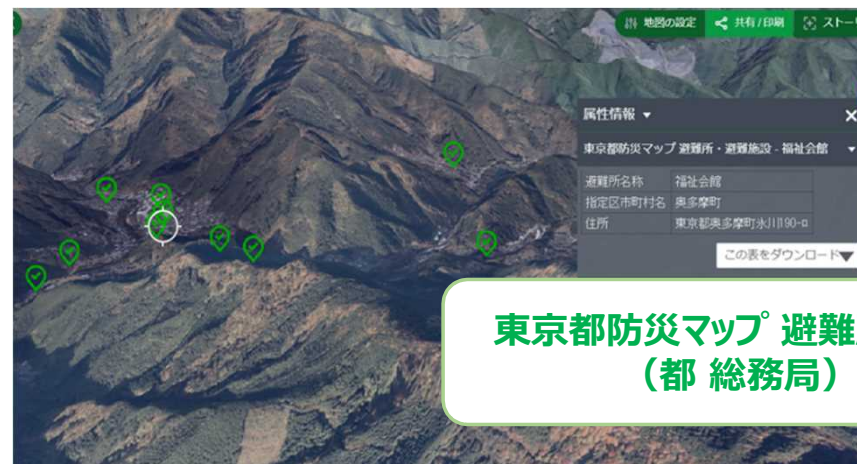 地図の設定 共有/印刷 ストー
属性情報
東京都防災マップ 避難所・避難施設 - 福祉会館
避難所名称 福祉会館
指定区市町村名 奥多摩町
住所 東京都奥多摩町氷川190-ロ
この表をダウンロード
東京都防災マップ 避難
（都 総務局）